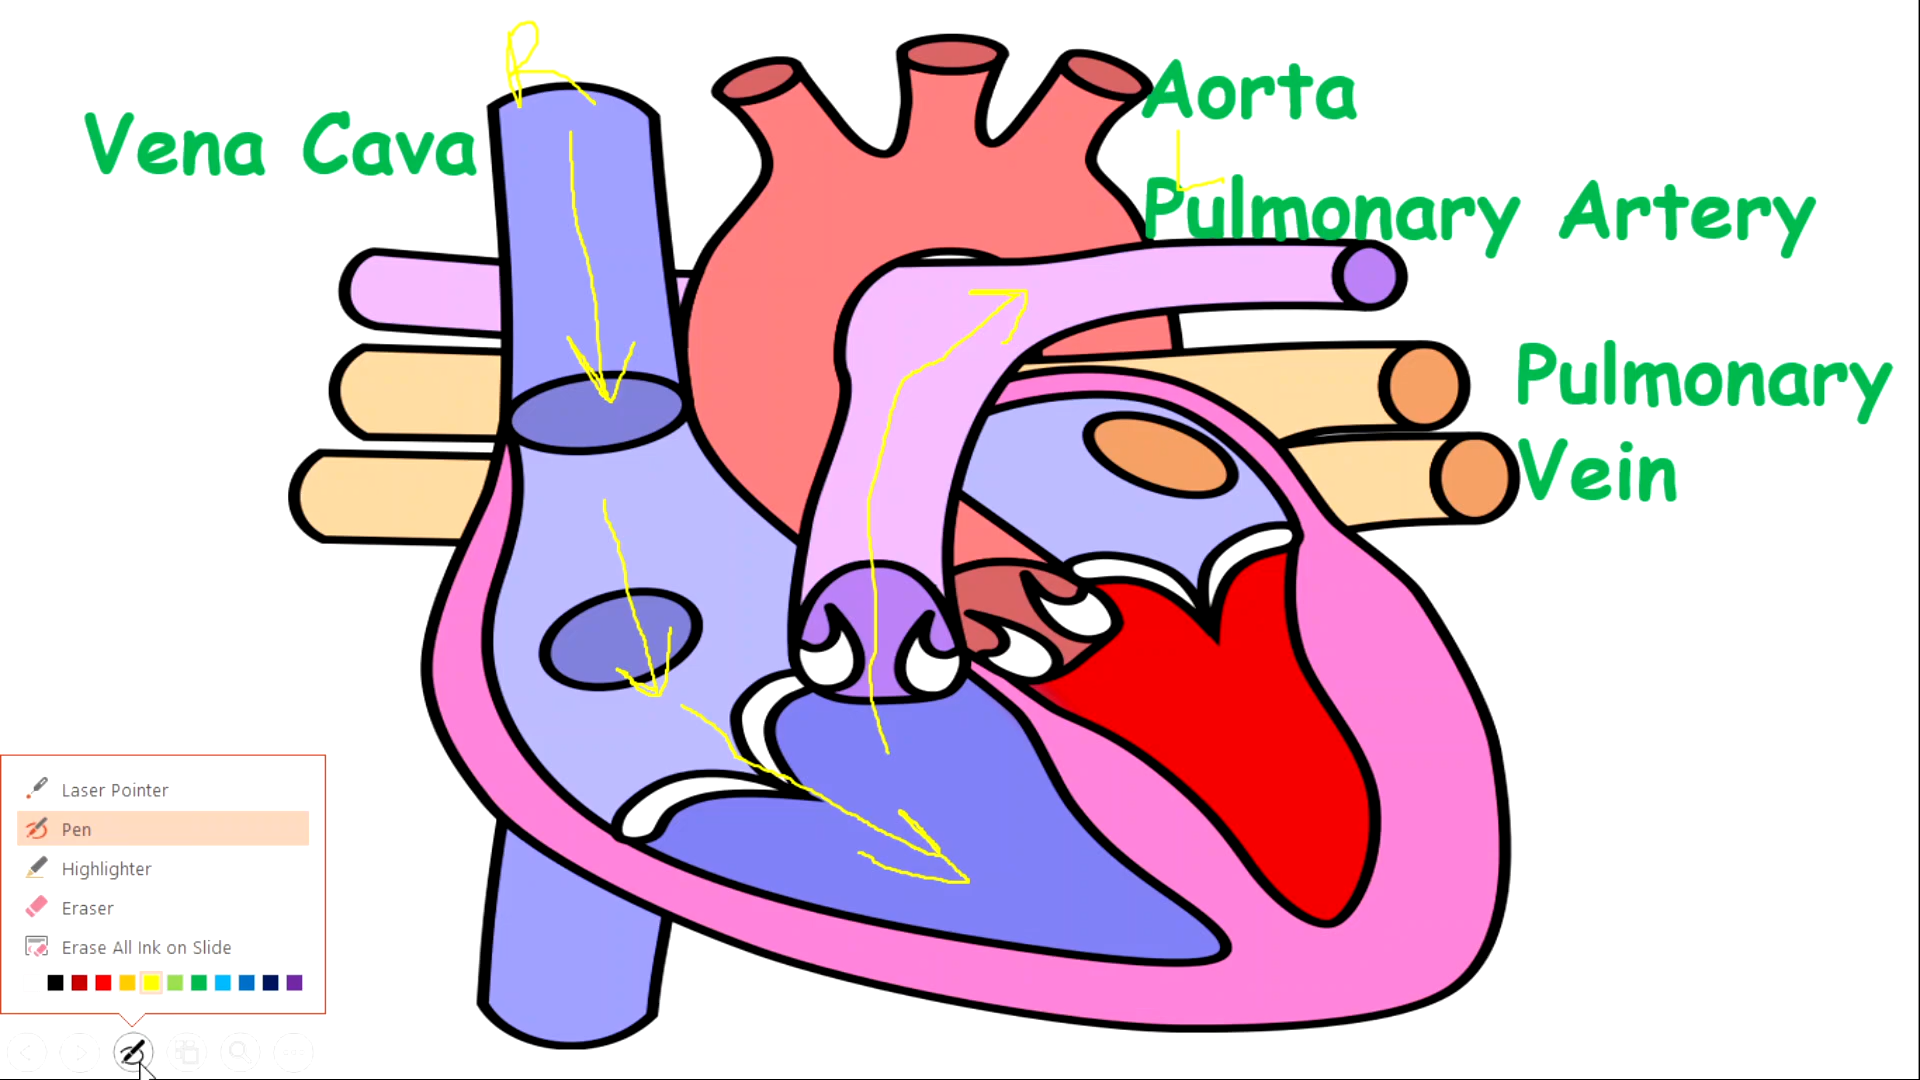 R
Vena Cava
Aorta
L
Pulmonary Artery
Pulmonary
Vein
Laser Pointer
Pen
Highlighter
Eraser
Erase All Ink on Slide